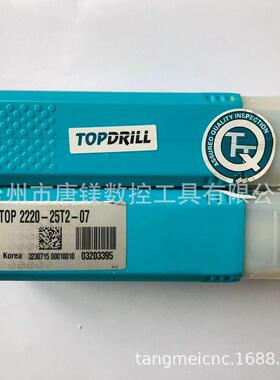 TOPDRILL
ASSURED QUALITY INSPECTION
TQ
州市唐镁数控工具有限公
TOP 2220-25T2-07
Korea 3230715 00010010 03203395
tangmeicnc.1688.c